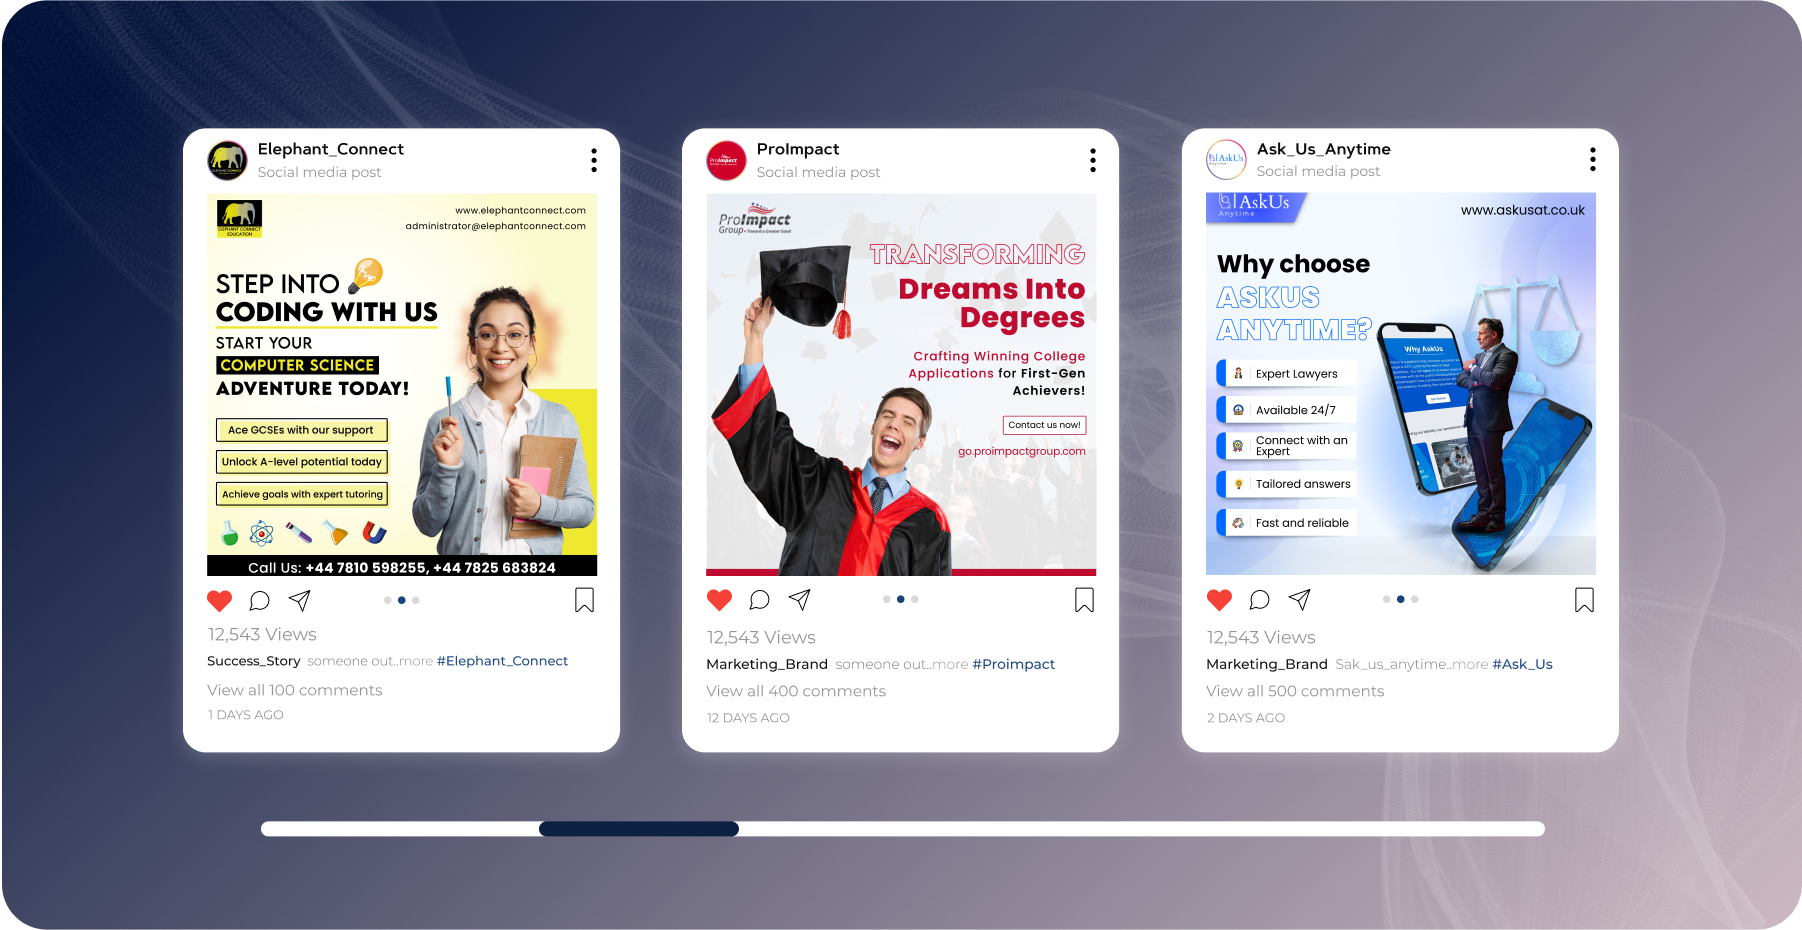 Elephant_Connect
Social media post
ELEPHANT CONNECT
EDUCATION
www.elephantconnect.com
administrator@elephantconnect.com
STEP INTO
CODING WITH US
START YOUR
COMPUTER SCIENCE
ADVENTURE TODAY!
Ace GCSEs with our support
Unlock A-level potential today
Achieve goals with expert tutoring
Call Us: +44 7810 598255, +44 7825 683824
12,543 Views
Success_Story someone out..more #Elephant_Connect
View all 100 comments
1 DAYS AGO
ProImpact
Social media post
ProImpact
ProImpact
Group • Toward a Greater Good
TRANSFORMING
Dreams Into
Degrees
Crafting Winning College
Applications for First-Gen
Achievers!
Contact us now!
go.proimpactgroup.com
12,543 Views
Marketing_Brand someone out..more #Proimpact
View all 400 comments
12 DAYS AGO
Ask_Us_Anytime
Social media post
AskUs
Anytime
AskUs
Anytime
www.askusat.co.uk
Why choose
ASKUS
ANYTIME?
Expert Lawyers
Available 24/7
Connect with an
Expert
Tailored answers
Fast and reliable
Why AskUs
12,543 Views
Marketing_Brand Sak_us_anytime..more #Ask_Us
View all 500 comments
2 DAYS AGO